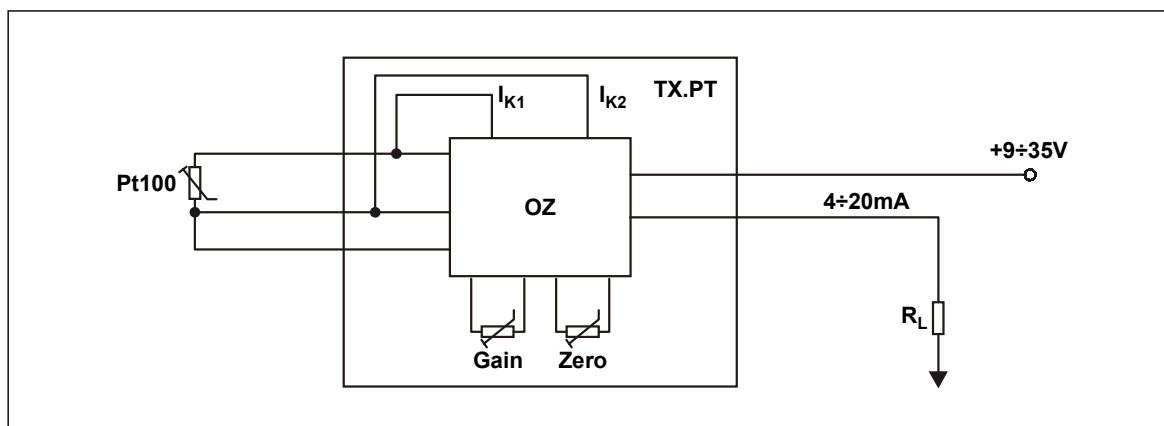 TX.PT
I_K1 I_K2
+9÷35V
Pt100
OZ
4÷20mA
R_L
Gain Zero